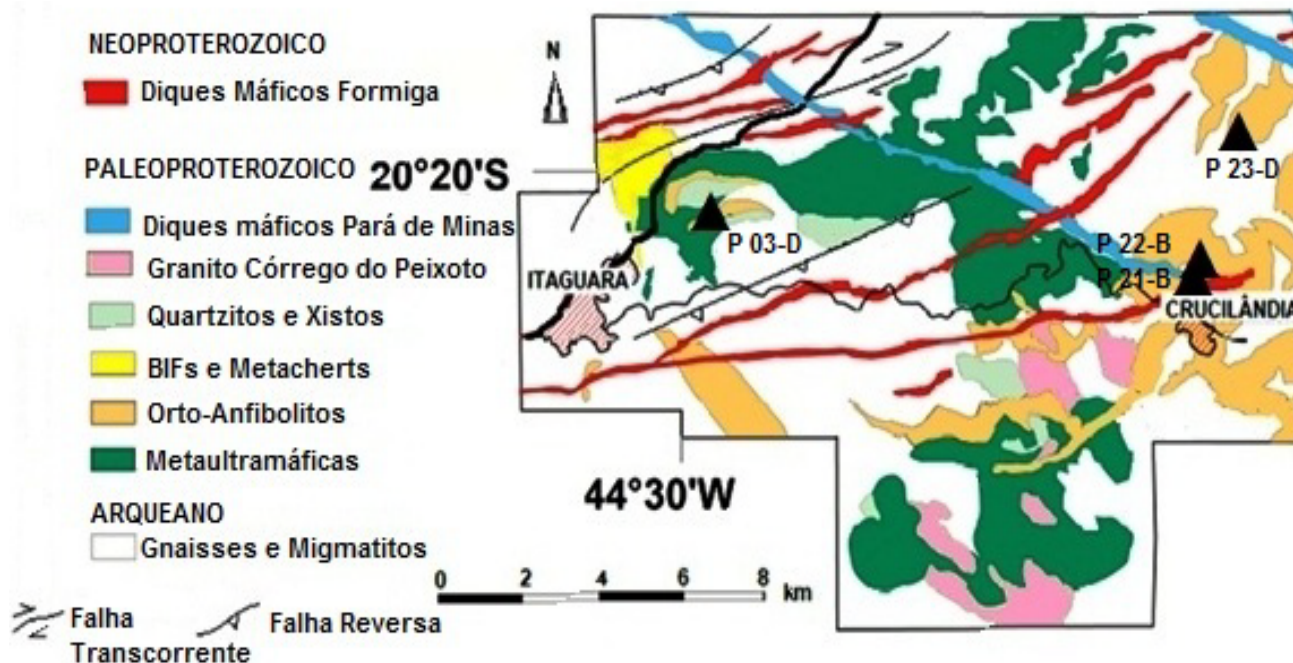 NEOPROTEROZOICO
Diques Máficos Formiga
PALEOPROTEROZOICO
Diques máficos Pará de Minas
Granito Córrego do Peixoto
Quartzitos e Xistos
BIFs e Metacherts
Orto-Anfibolitos
Metaultramáficas
ARQUEANO
Gnaisses e Migmatitos
Falha
Transcorrente
Falha Reversa
N
20°20'S
ITAGUARA
P 03-D
P 23-D
P 22-B
P 21-B
CRUCILÂNDIA
44°30'W
0 2 4 6 8
km